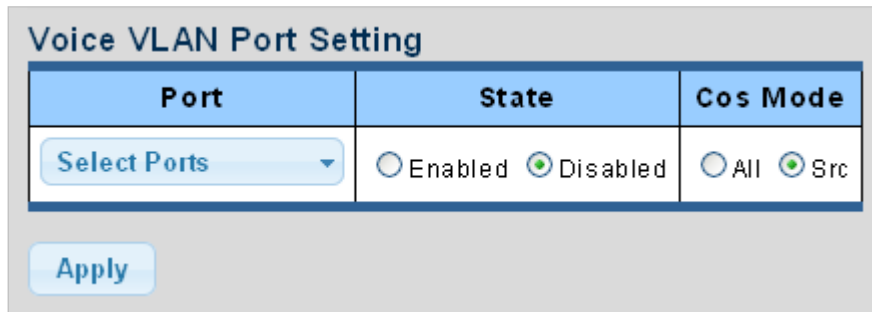 Voice VLAN Port Setting
Port State Cos Mode
Select Ports Enabled Disabled All Src
Apply